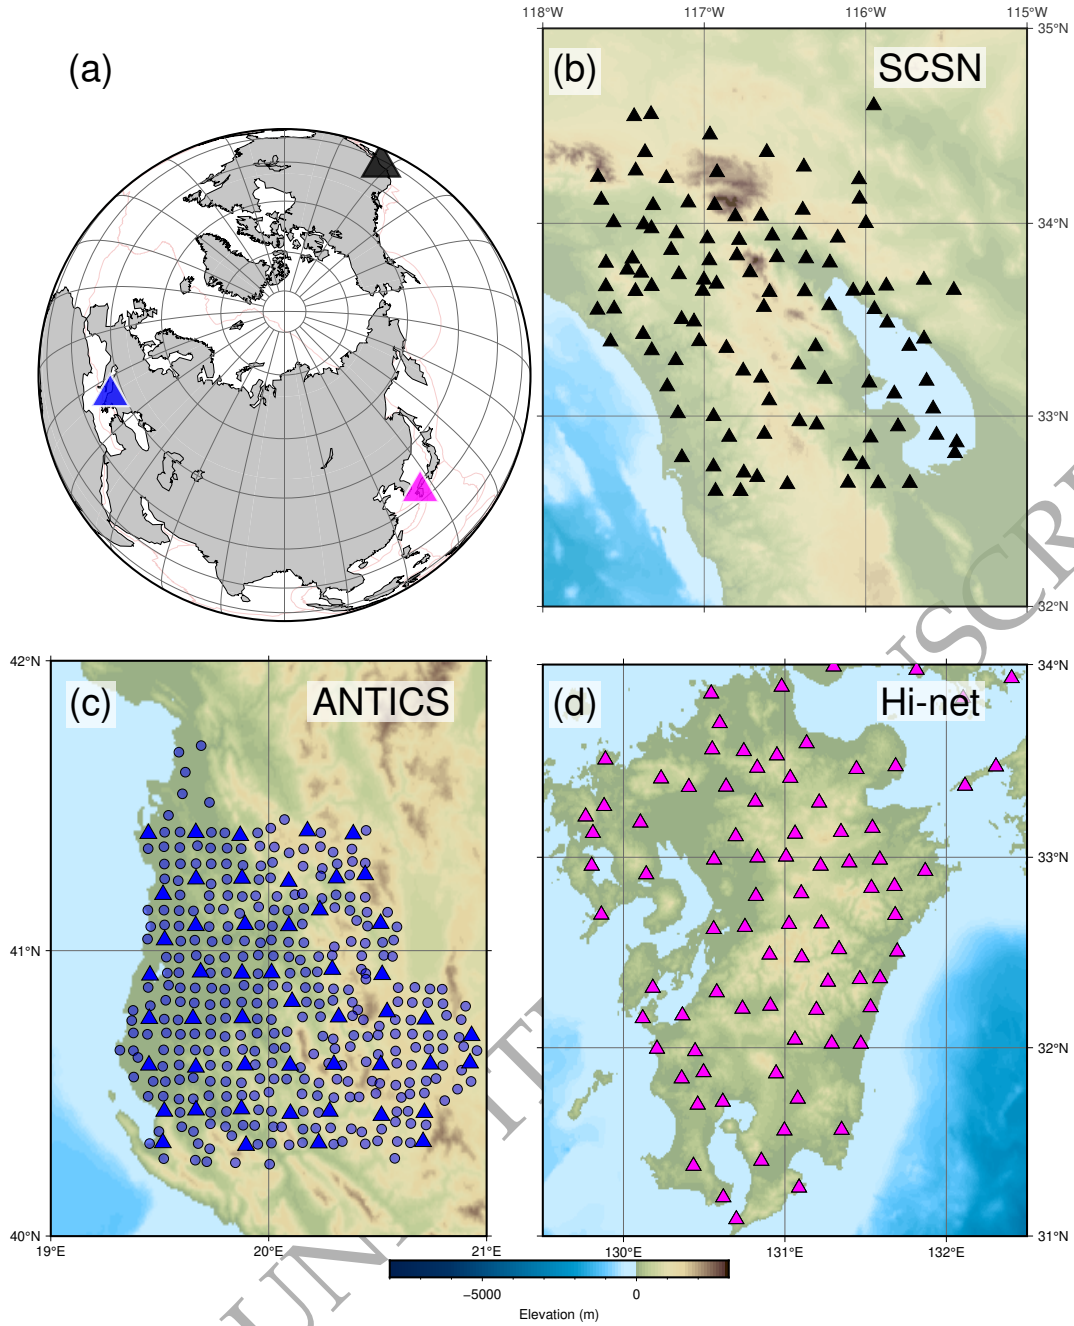 (a)
118°W 117°W 116°W 115°W
(b) SCSN
35°N
34°N
33°N
32°N
42°N
41°N
40°N
(c) ANTICS
19°E 20°E 21°E
(d) Hi-net
34°N
33°N
32°N
31°N
130°E 131°E 132°E
−5000 0
Elevation (m)